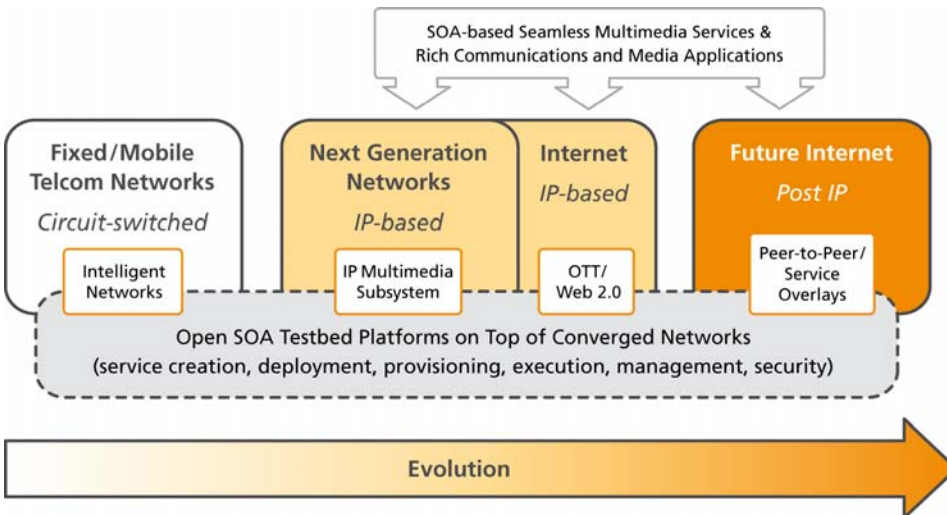 SOA-based Seamless Multimedia Services &
Rich Communications and Media Applications
Fixed/Mobile
Telcom Networks
Circuit-switched
Intelligent
Networks
Next Generation
Networks
IP-based
IP Multimedia
Subsystem
Internet
IP-based
OTT/
Web 2.0
Future Internet
Post IP
Peer-to-Peer/
Service
Overlays
Open SOA Testbed Platforms on Top of Converged Networks
(service creation, deployment, provisioning, execution, management, security)
Evolution